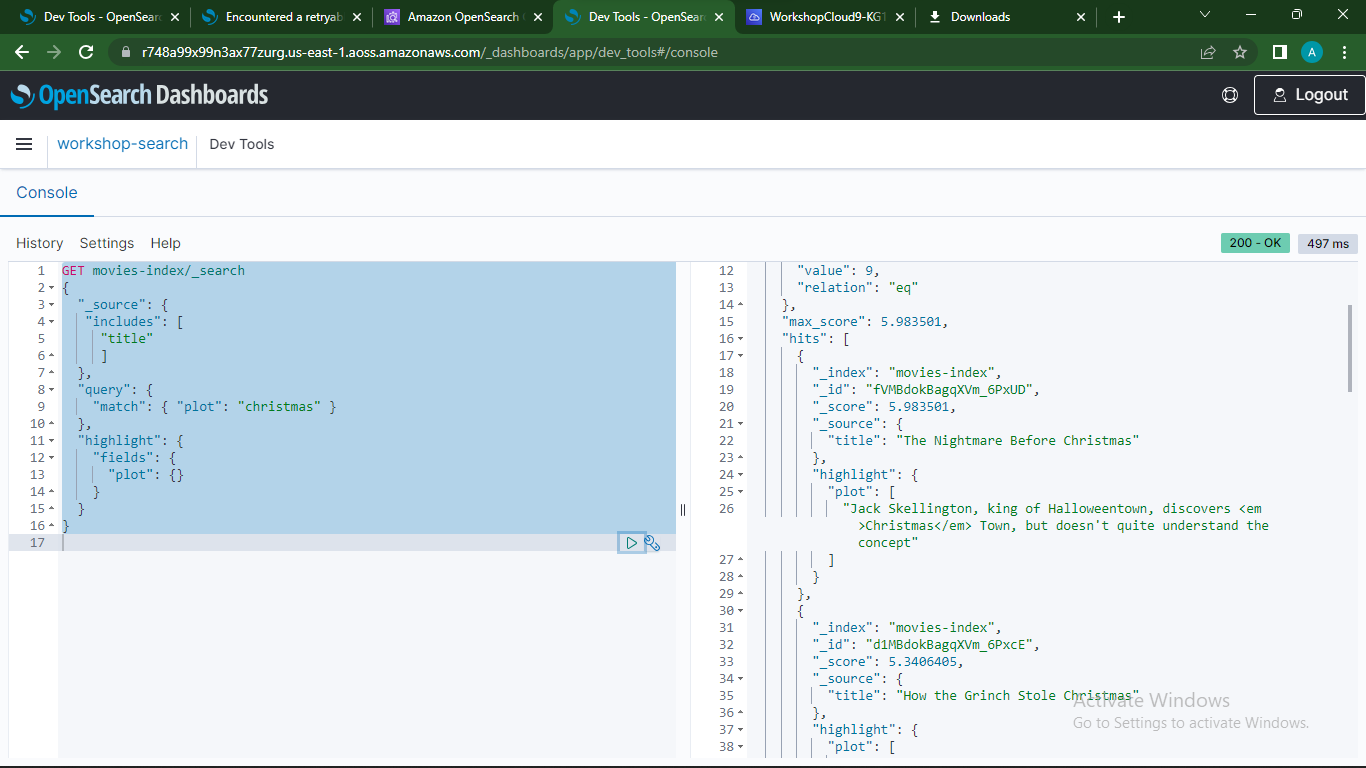 Dev Tools - OpenSear
Encountered a retryab
Amazon OpenSearch
Dev Tools - OpenSear
WorkshopCloud9-KG1
Downloads
r748a99x99n3ax77zurg.us-east-1.aoss.amazonaws.com/_dashboards/app/dev_tools#/console
A
OpenSearch Dashboards
Logout
workshop-search
Dev Tools
Console
History Settings Help
200 - OK
497 ms
1 GET movies-index/_search
2 {
3 "_source": {
4 "includes": [
5 "title"
6 ]
7 },
8 "query": {
9 "match": { "plot": "christmas" }
10 },
11 "highlight": {
12 "fields": {
13 "plot": {}
14 }
15 }
16 }
17
12 "value": 9,
13 "relation": "eq"
14 },
15 "max_score": 5.983501,
16 "hits": [
17 {
18 "_index": "movies-index",
19 "_id": "fVMBdokBagqXVm_6PxUD",
20 "_score": 5.983501,
21 "_source": {
22 "title": "The Nightmare Before Christmas"
23 },
24 "highlight": {
25 "plot": [
26 "Jack Skellington, king of Halloweentown, discovers <em
>Christmas</em> Town, but doesn't quite understand the
concept"
27 ]
28 }
29 },
30 {
31 "_index": "movies-index",
32 "_id": "d1MBdokBagqXVm_6PxcE",
33 "_score": 5.3406405,
34 "_source": {
35 "title": "How the Grinch Stole Christmas"
36 },
37 "highlight": {
38 "plot": [
Activate Windows
Go to Settings to activate Windows.